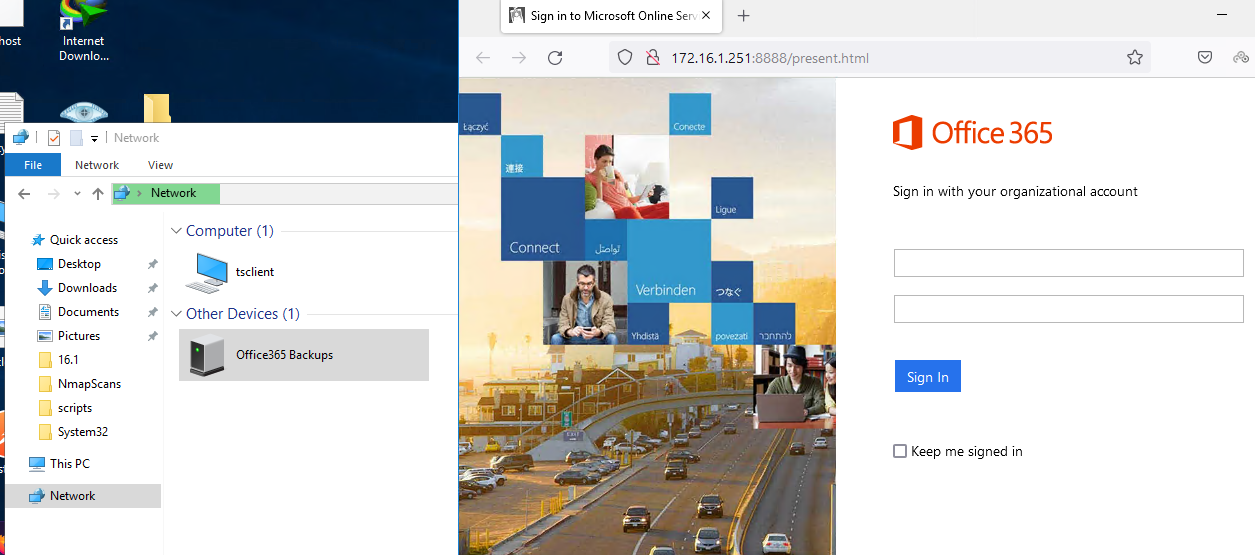 host
Internet
Downlo...
Network
File
Network
View
Network
Quick access
Desktop
Downloads
Documents
Pictures
16.1
NmapScans
scripts
System32
This PC
Network
Computer (1)
tsclient
Other Devices (1)
Office365 Backups
Sign in to Microsoft Online Serv
172.16.1.251:8888/present.html
Łączyć
Conecte
連接
Ligue
Connect
تواصل
Verbinden
つなぐ
Yhdistä
povezati
להתחבר
EXIT
Office 365
Sign in with your organizational account
Sign In
Keep me signed in